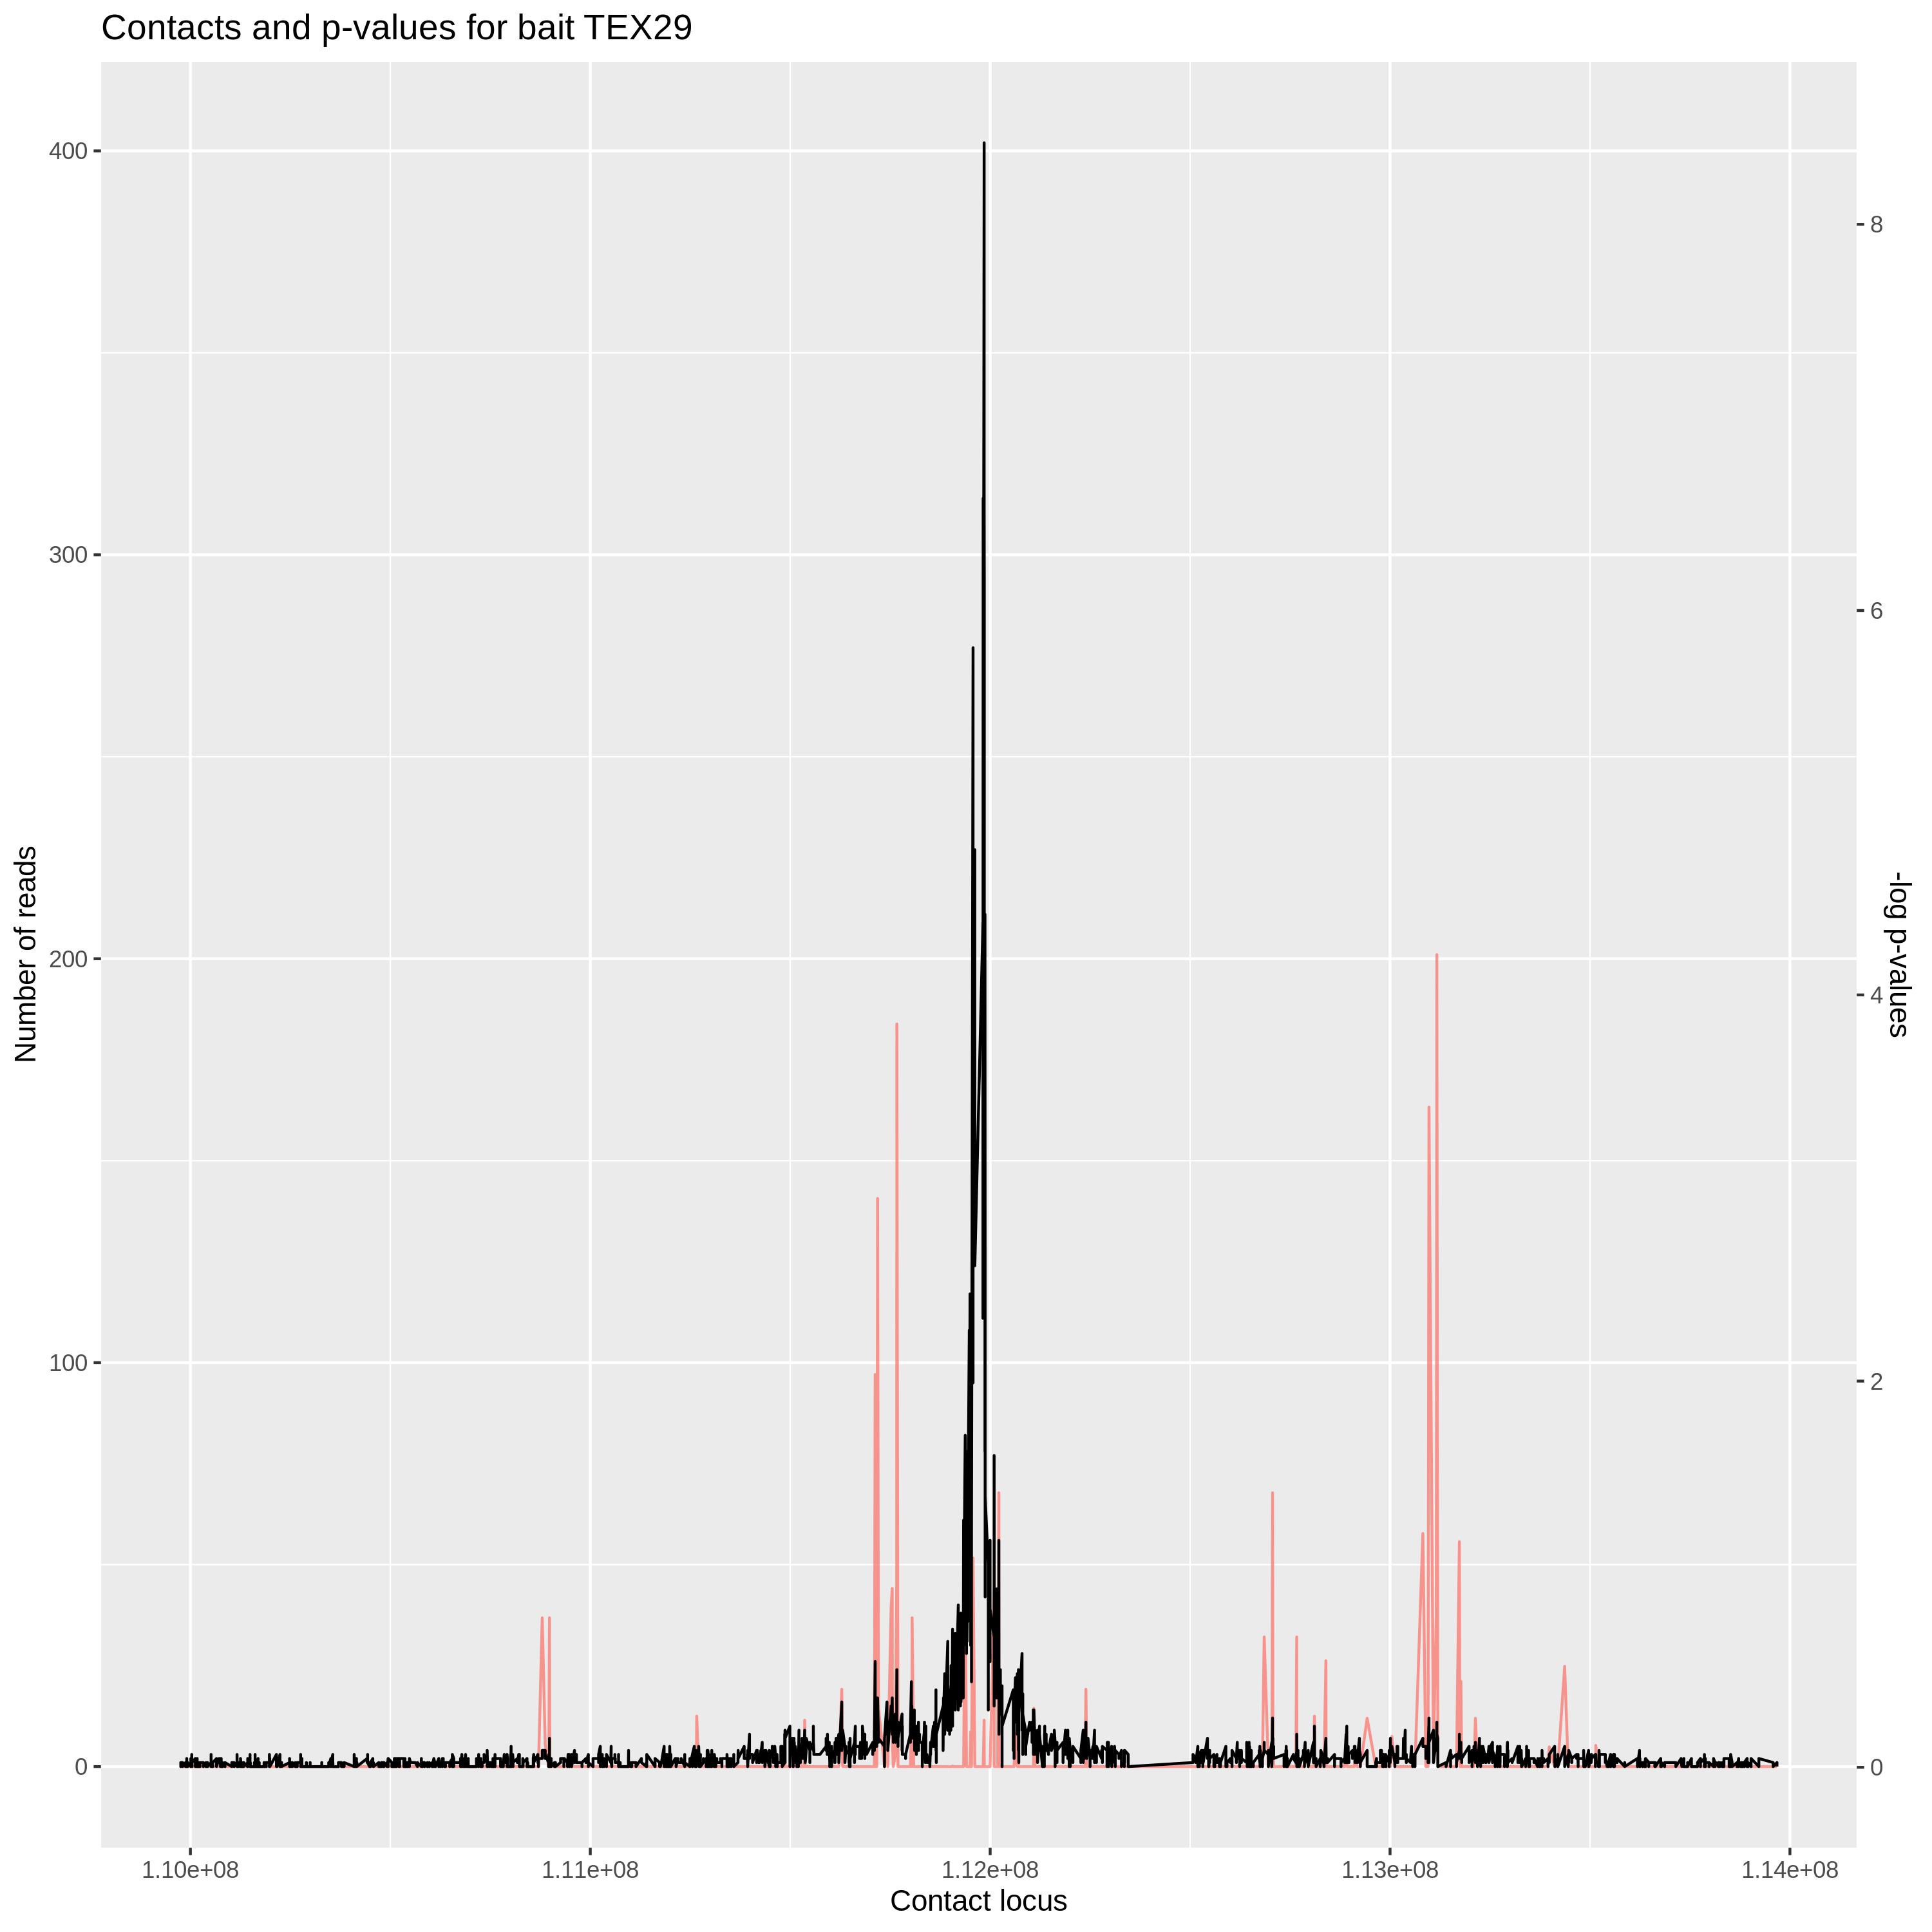 Contacts and p-values for bait TEX29
400
300
200
100
0
Number of reads
8
6
4
2
0
-log p-values
1.10e+08
1.11e+08
1.12e+08
1.13e+08
1.14e+08
Contact locus